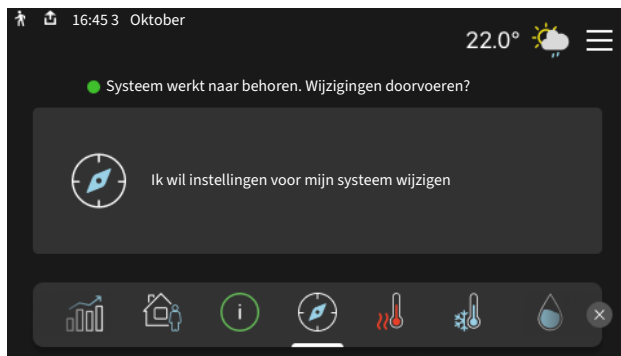 16:45 3 Oktober
22.0°
Systeem werkt naar behoren. Wijzigingen doorvoeren?
Ik wil instellingen voor mijn systeem wijzigen
i